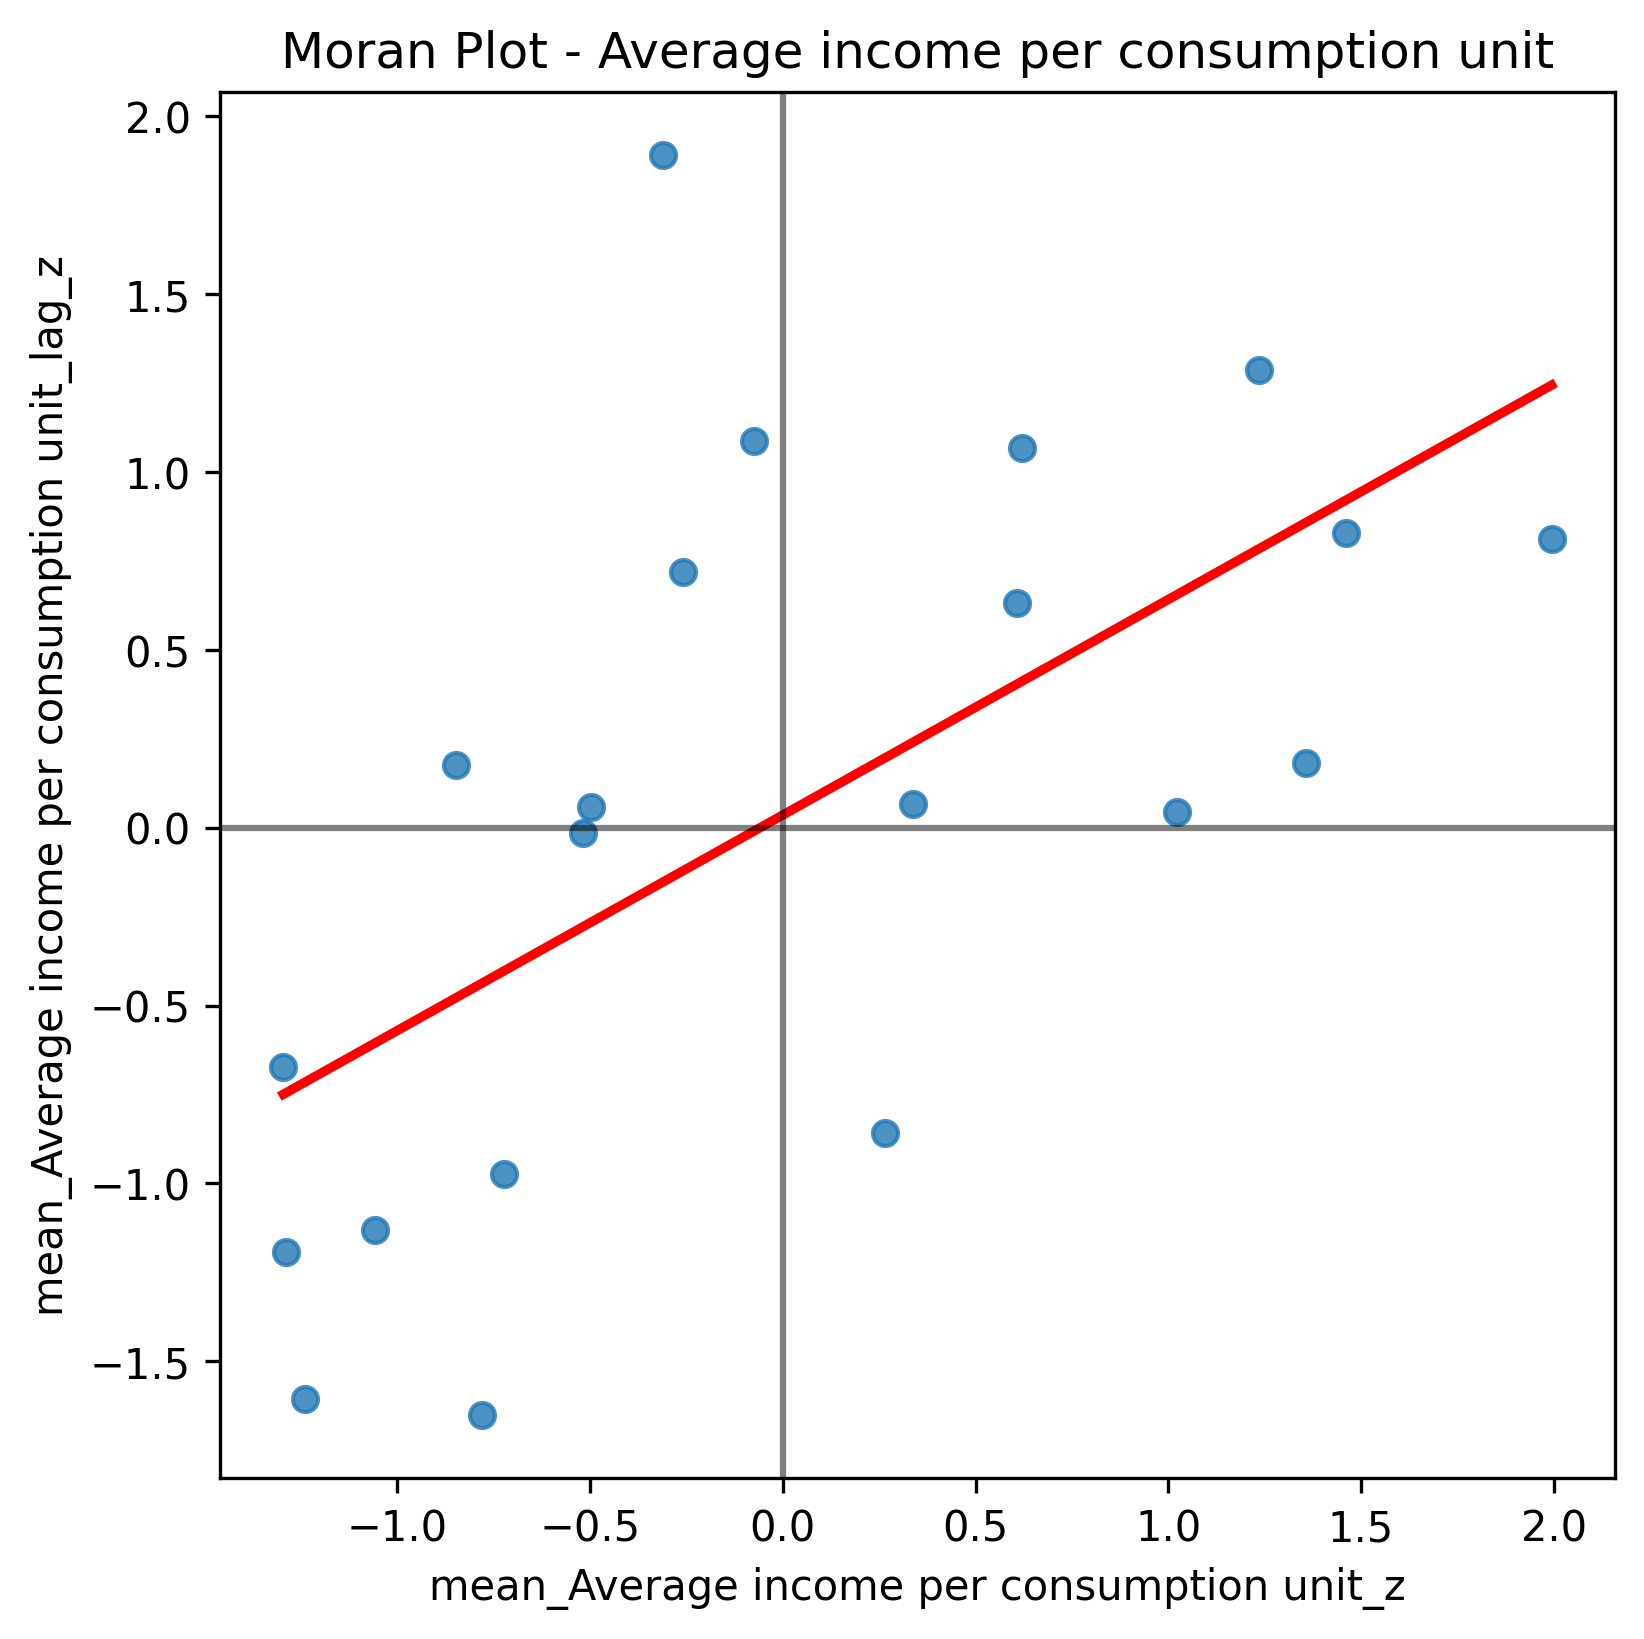 Moran Plot - Average income per consumption unit
mean_Average income per consumption unit_lag_z
2.0
1.5
1.0
0.5
0.0
−0.5
−1.0
−1.5
−1.0 −0.5 0.0 0.5 1.0 1.5 2.0
mean_Average income per consumption unit_z